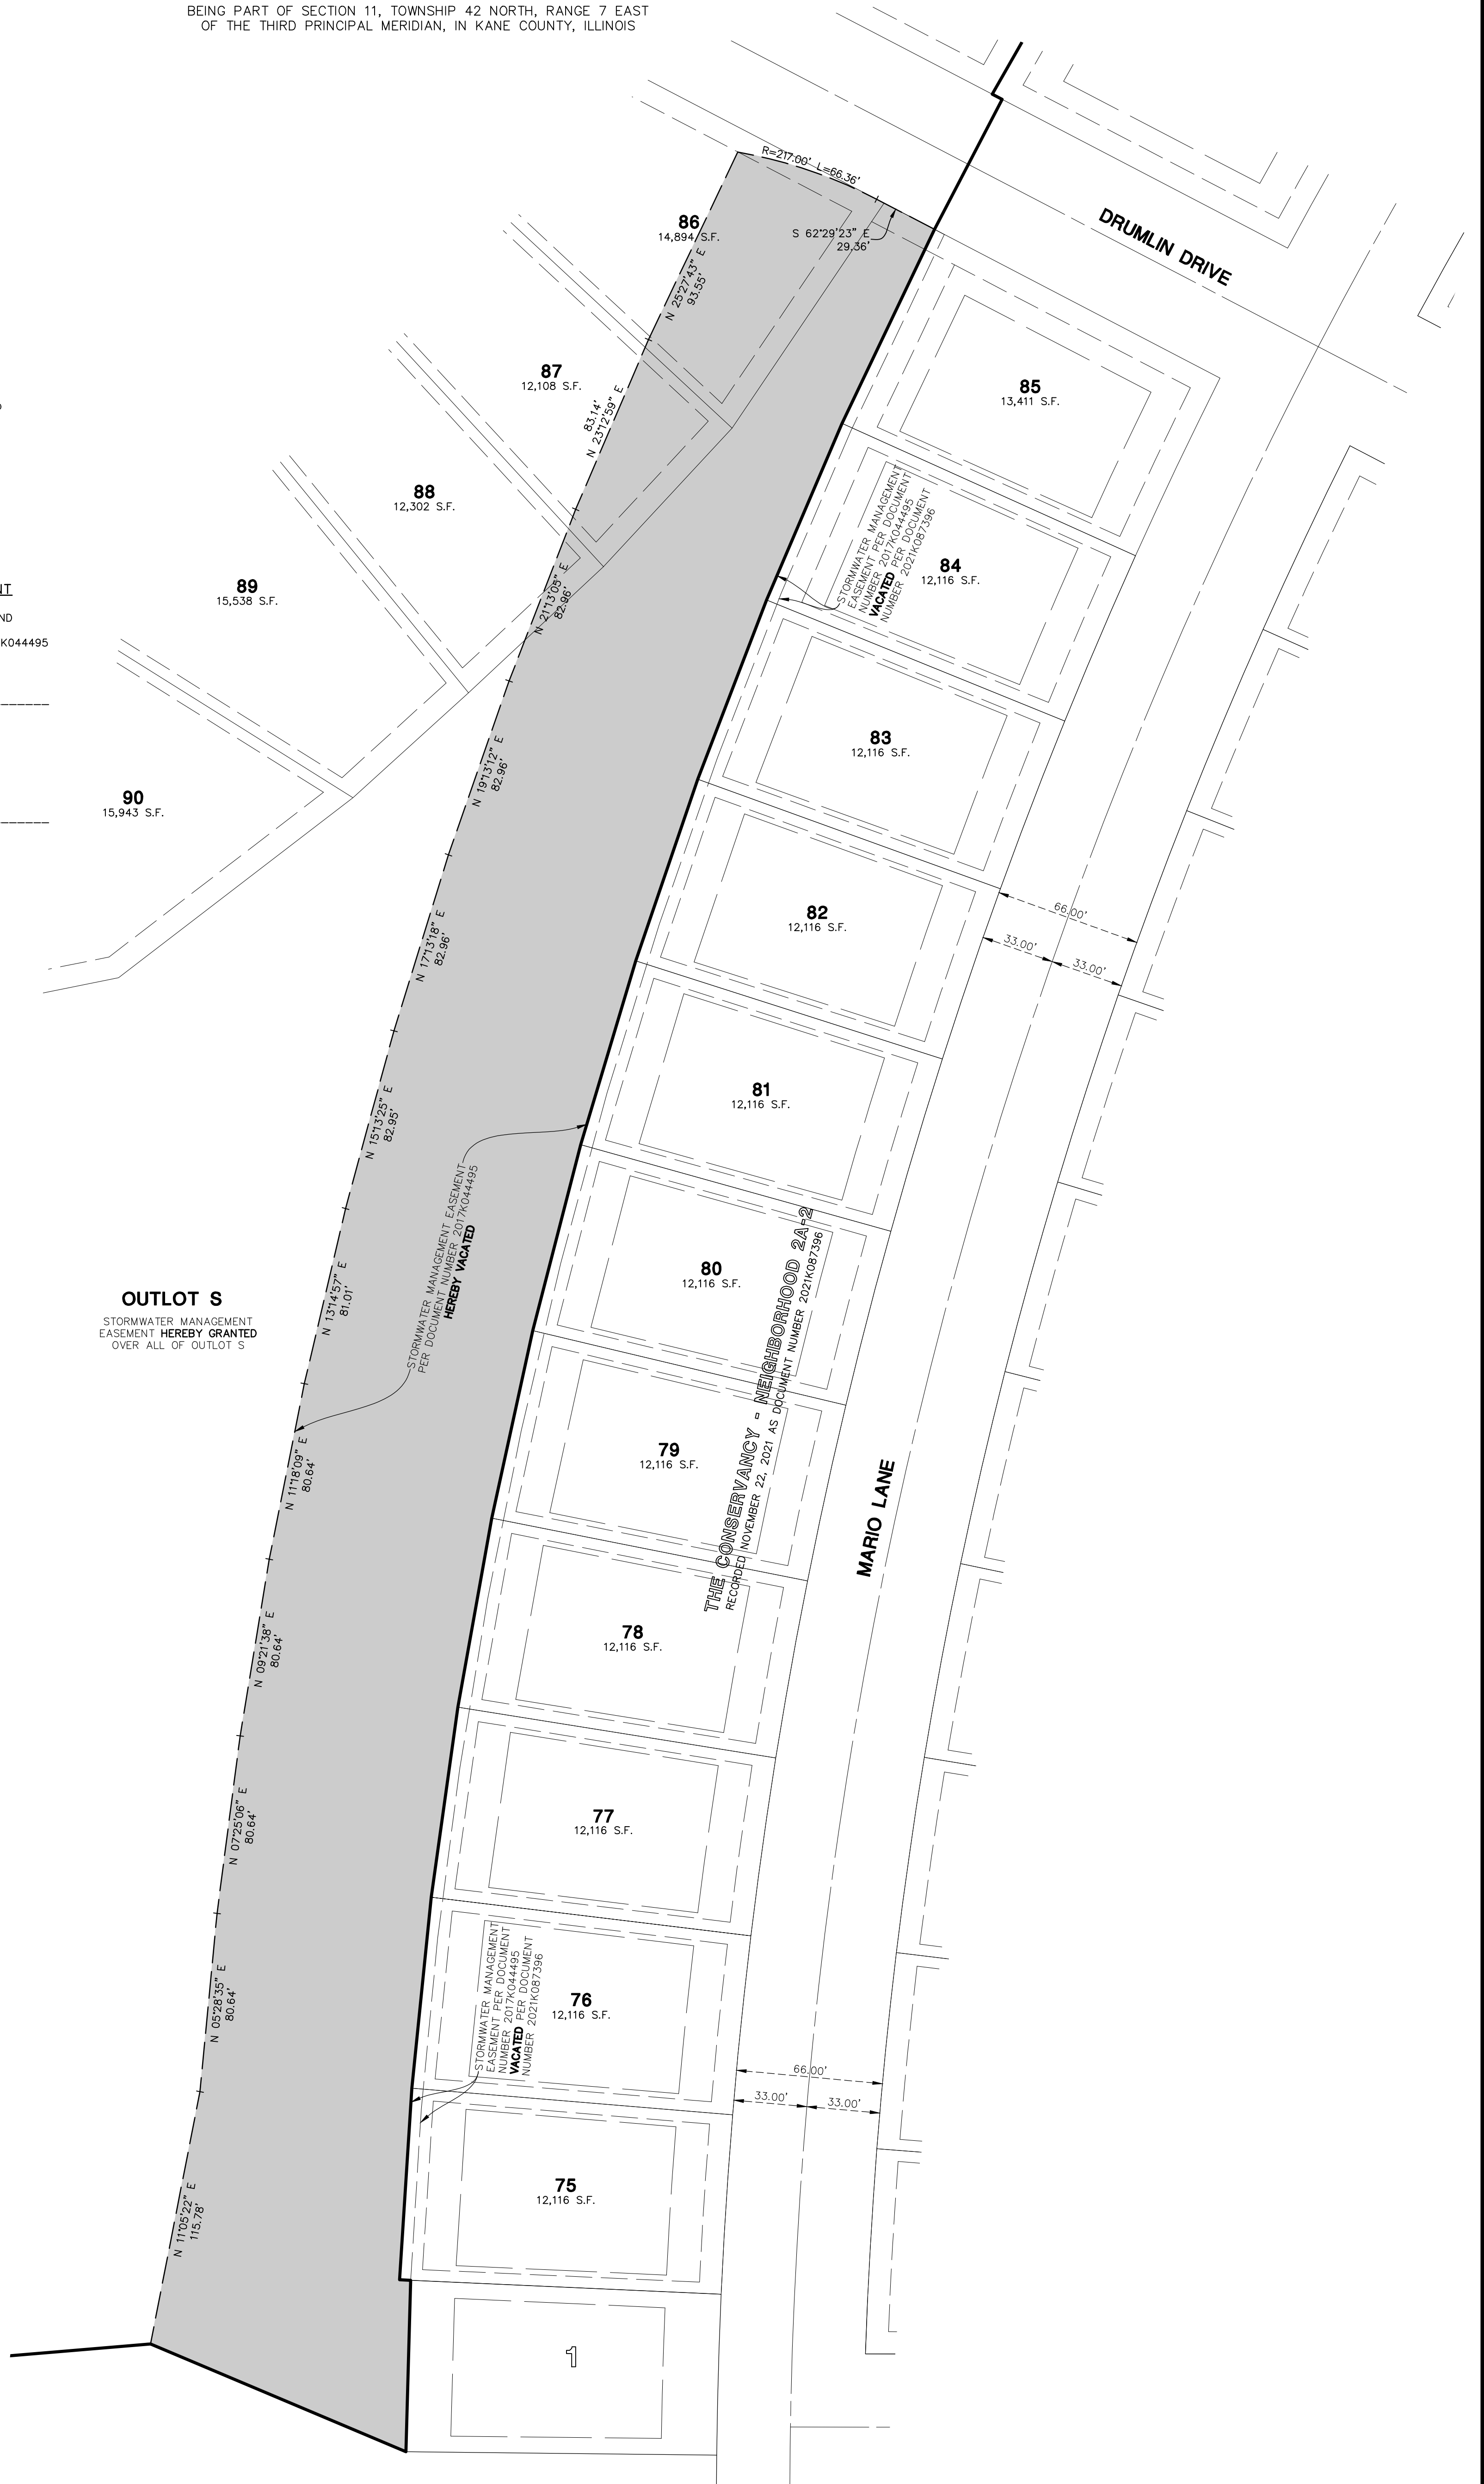 BEING PART OF SECTION 11, TOWNSHIP 42 NORTH, RANGE 7 EAST
OF THE THIRD PRINCIPAL MERIDIAN, IN KANE COUNTY, ILLINOIS
R=217.00' L=66.36'
S 62°29'23" E
29.36'
DRUMLIN DRIVE
86
14,894 S.F.
N 25°27'43" E
93.55'
87
12,108 S.F.
83.14'
N 23°12'59" E
85
13,411 S.F.
88
12,302 S.F.
STORMWATER MANAGEMENT
EASEMENT PER DOCUMENT
NUMBER 2017K044495
VACATED PER DOCUMENT
NUMBER 2021K087396
84
12,116 S.F.
89
15,538 S.F.
NT
ND
K044495
N 21°13'05" E
82.96'
83
12,116 S.F.
N 19°13'12" E
82.96'
90
15,943 S.F.
82
12,116 S.F.
66.00'
33.00'
33.00'
N 17°13'18" E
82.96'
81
12,116 S.F.
N 15°13'25" E
82.95'
STORMWATER MANAGEMENT EASEMENT
PER DOCUMENT NUMBER 2017K044495
HEREBY VACATED
80
12,116 S.F.
OUTLOT S
STORMWATER MANAGEMENT
EASEMENT HEREBY GRANTED
OVER ALL OF OUTLOT S
N 13°14'57" E
81.01'
THE CONSERVANCY - NEIGHBORHOOD 2A-2
RECORDED NOVEMBER 22, 2021 AS DOCUMENT NUMBER 2021K087396
79
12,116 S.F.
N 11°18'09" E
80.64'
MARIO LANE
78
12,116 S.F.
N 09°21'38" E
80.64'
77
12,116 S.F.
N 07°25'06" E
80.64'
STORMWATER MANAGEMENT
EASEMENT PER DOCUMENT
NUMBER 2017K044495
VACATED PER DOCUMENT
NUMBER 2021K087396
76
12,116 S.F.
N 05°28'35" E
80.64'
66.00'
33.00'
33.00'
75
12,116 S.F.
N 11°05'22" E
115.78'
1